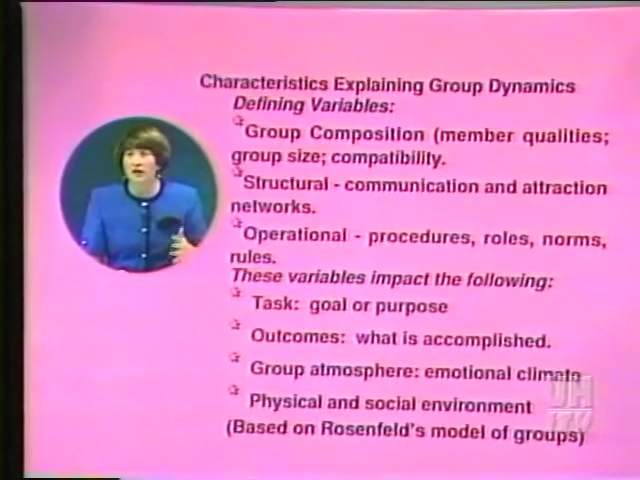 Characteristics Explaining Group Dynamics
Defining Variables:
Group Composition (member qualities;
group size; compatibility.
Structural - communication and attraction
networks.
Operational - procedures, roles, norms,
rules.
These variables impact the following:
Task: goal or purpose
Outcomes: what is accomplished.
Group atmosphere: emotional climate
Physical and social environment
(Based on Rosenfeld's model of groups)
UH
ITV